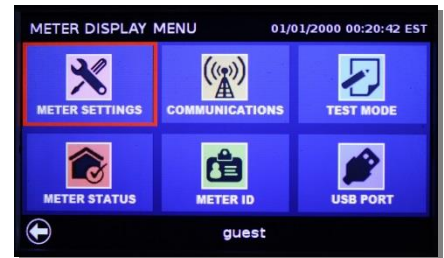 METER DISPLAY MENU 01/01/2000 00:20:42 EST
METER SETTINGS COMMUNICATIONS TEST MODE
METER STATUS METER ID USB PORT
guest